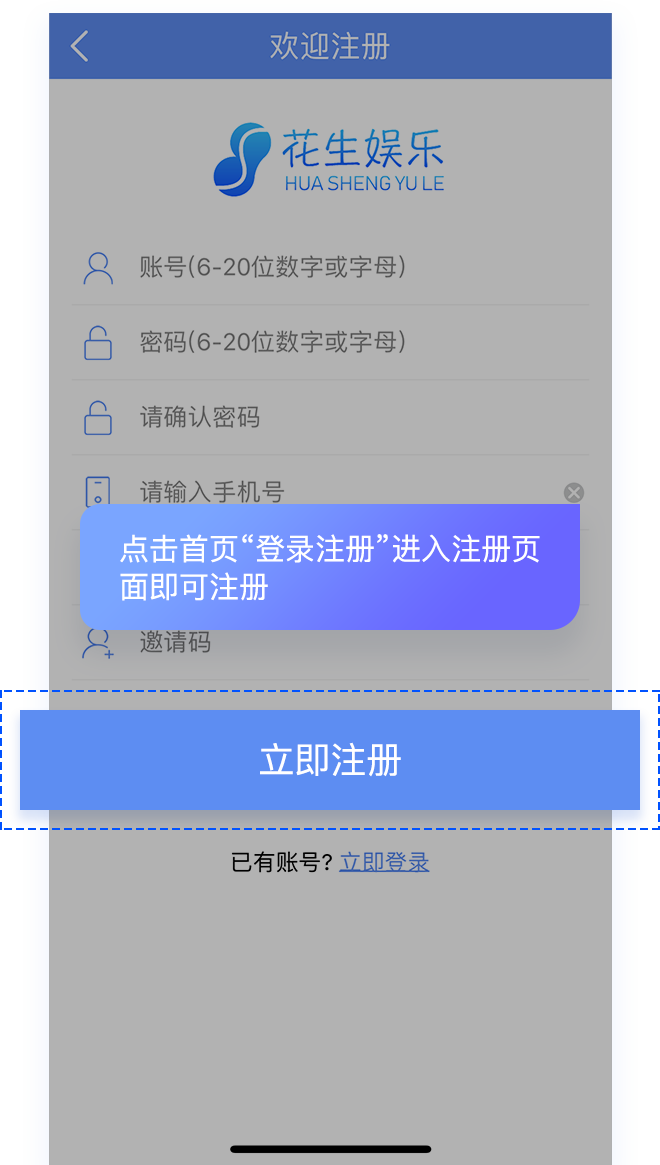 欢迎注册
花生娱乐
HUA SHENG YU LE
账号(6-20位数字或字母)
密码(6-20位数字或字母)
请确认密码
请输入手机号
点击首页“登录注册”进入注册页
面即可注册
邀请码
立即注册
已有账号? 立即登录